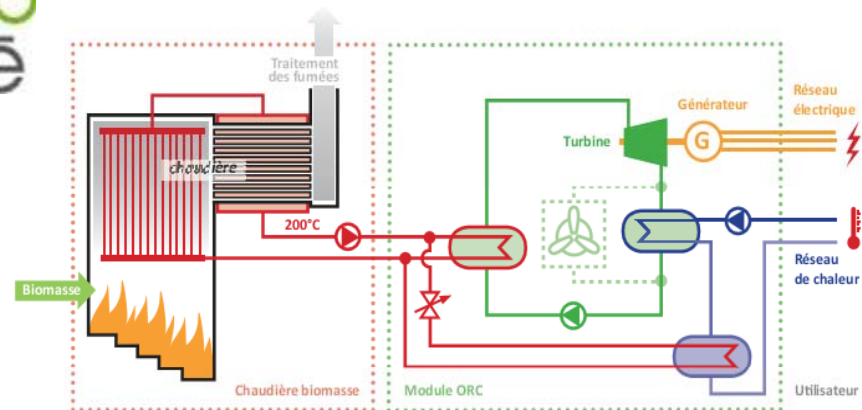 é
Traitement
des fumées
chaudière
200°C
Biomasse
Chaudière biomasse
Turbine
Générateur
G
Réseau
électrique
Réseau
de chaleur
Module ORC
Utilisateur